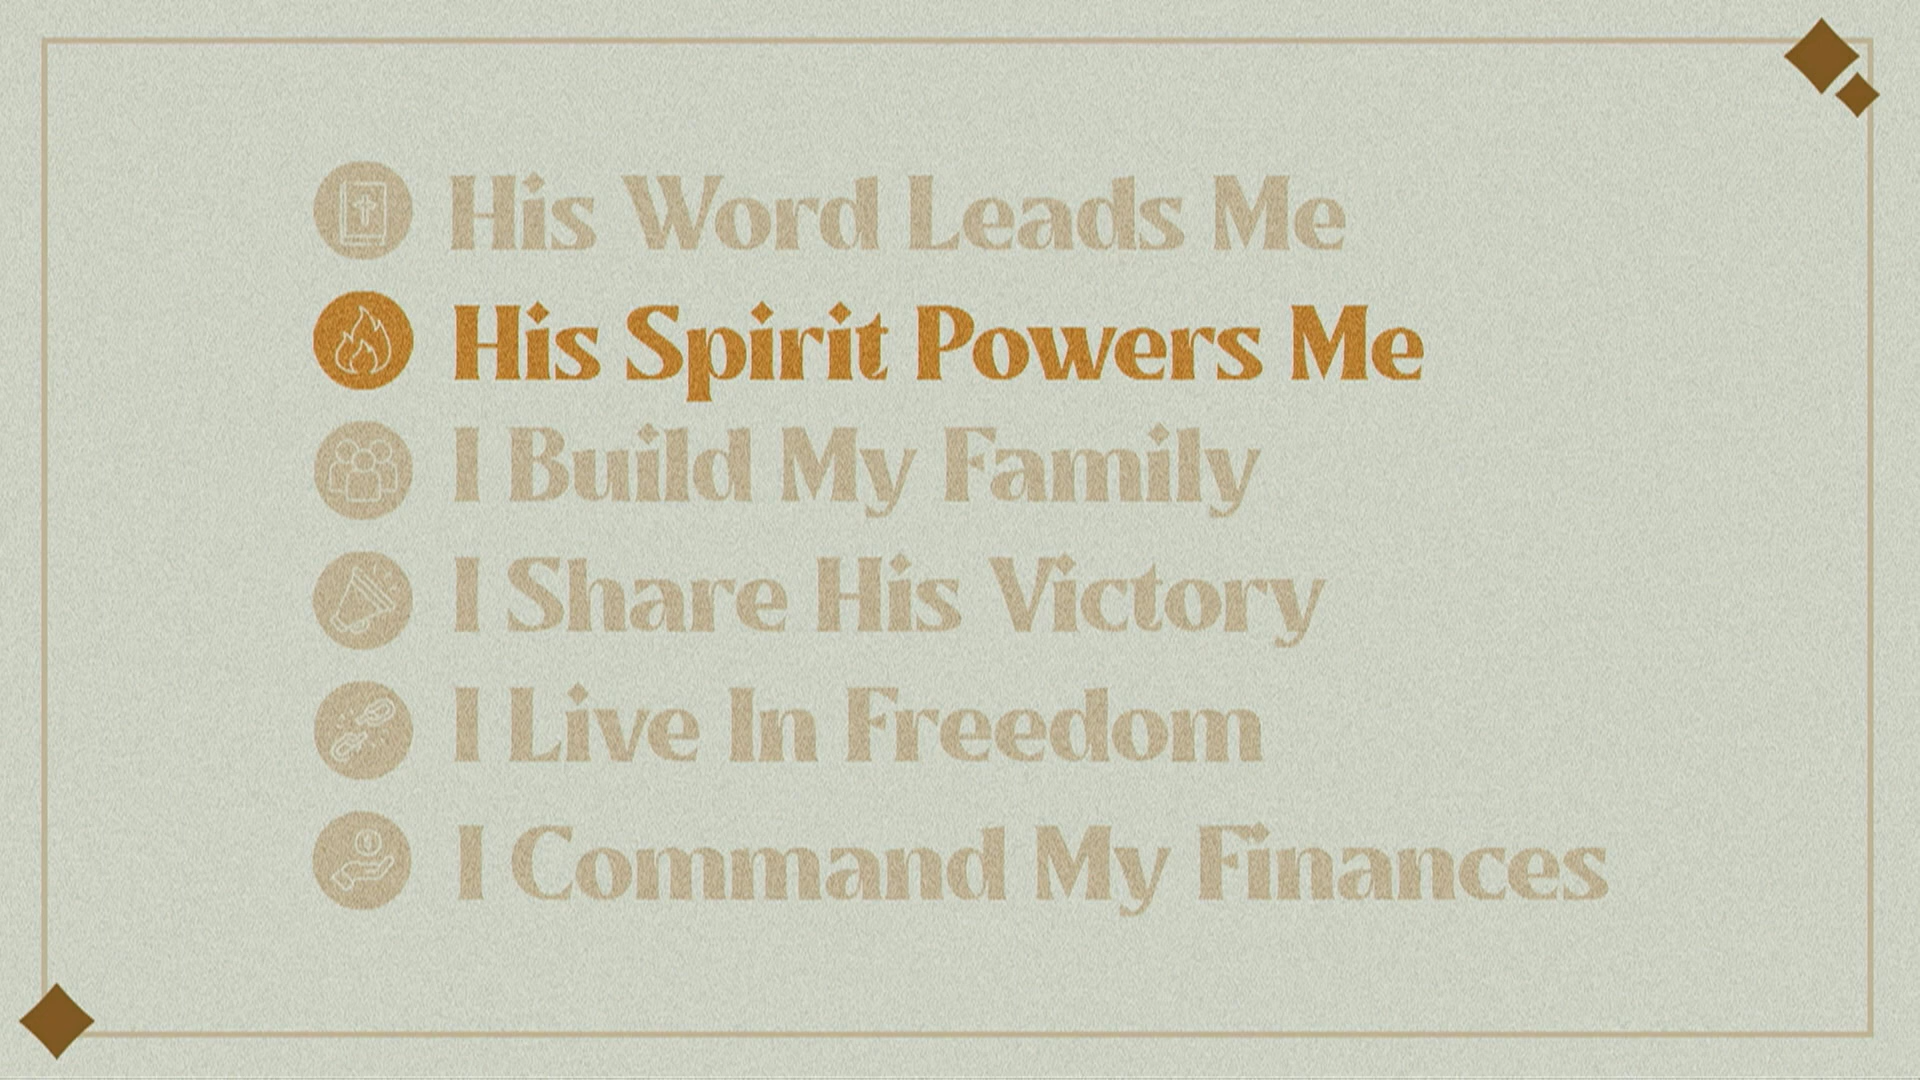 His Word Leads Me
His Spirit Powers Me
I Build My Family
I Share His Victory
I Live In Freedom
I Command My Finances